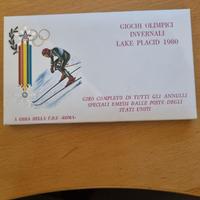 GIOCHI OLIMPICI
INVERNALI
LAKE PLACID 1980
GIRO COMPLETO DI TUTTI GLI ANNULLI
SPECIALI EMESSI DALLE POSTE DEGLI
STATI UNITI
A CURA DELLA F.D.E. "ROMA"